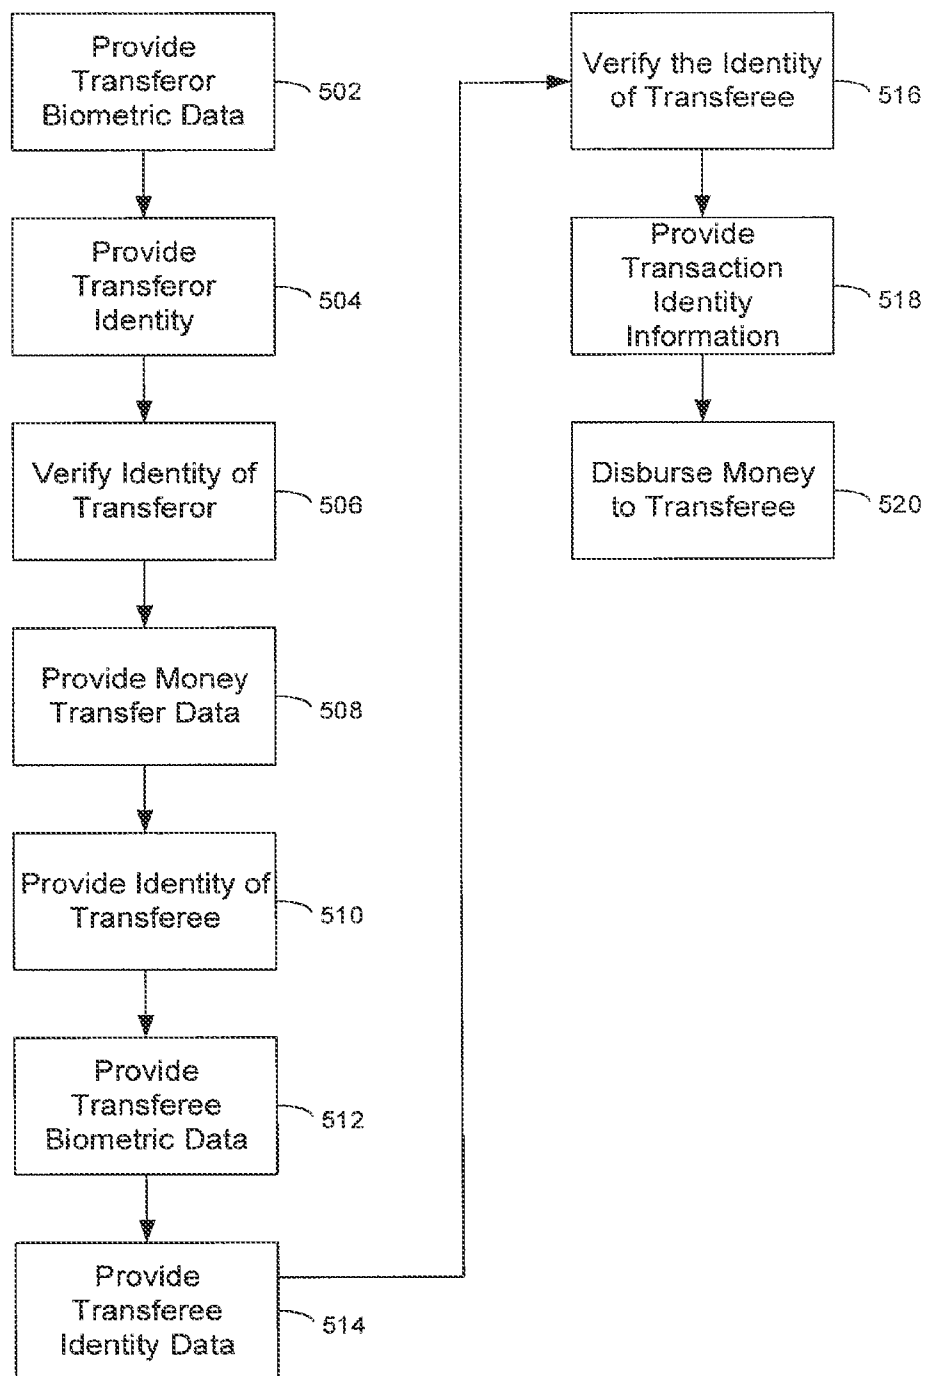 Provide
Transferor
Biometric Data
502
Provide
Transferor
Identity
504
Verify Identity of
Transferor
506
Provide Money
Transfer Data
508
Provide Identity of
Transferee
510
Provide
Transferee
Biometric Data
512
Provide
Transferee
Identity Data
514
Verify the Identity
of Transferee
516
Provide
Transaction
Identity
Information
518
Disburse Money
to Transferee
520